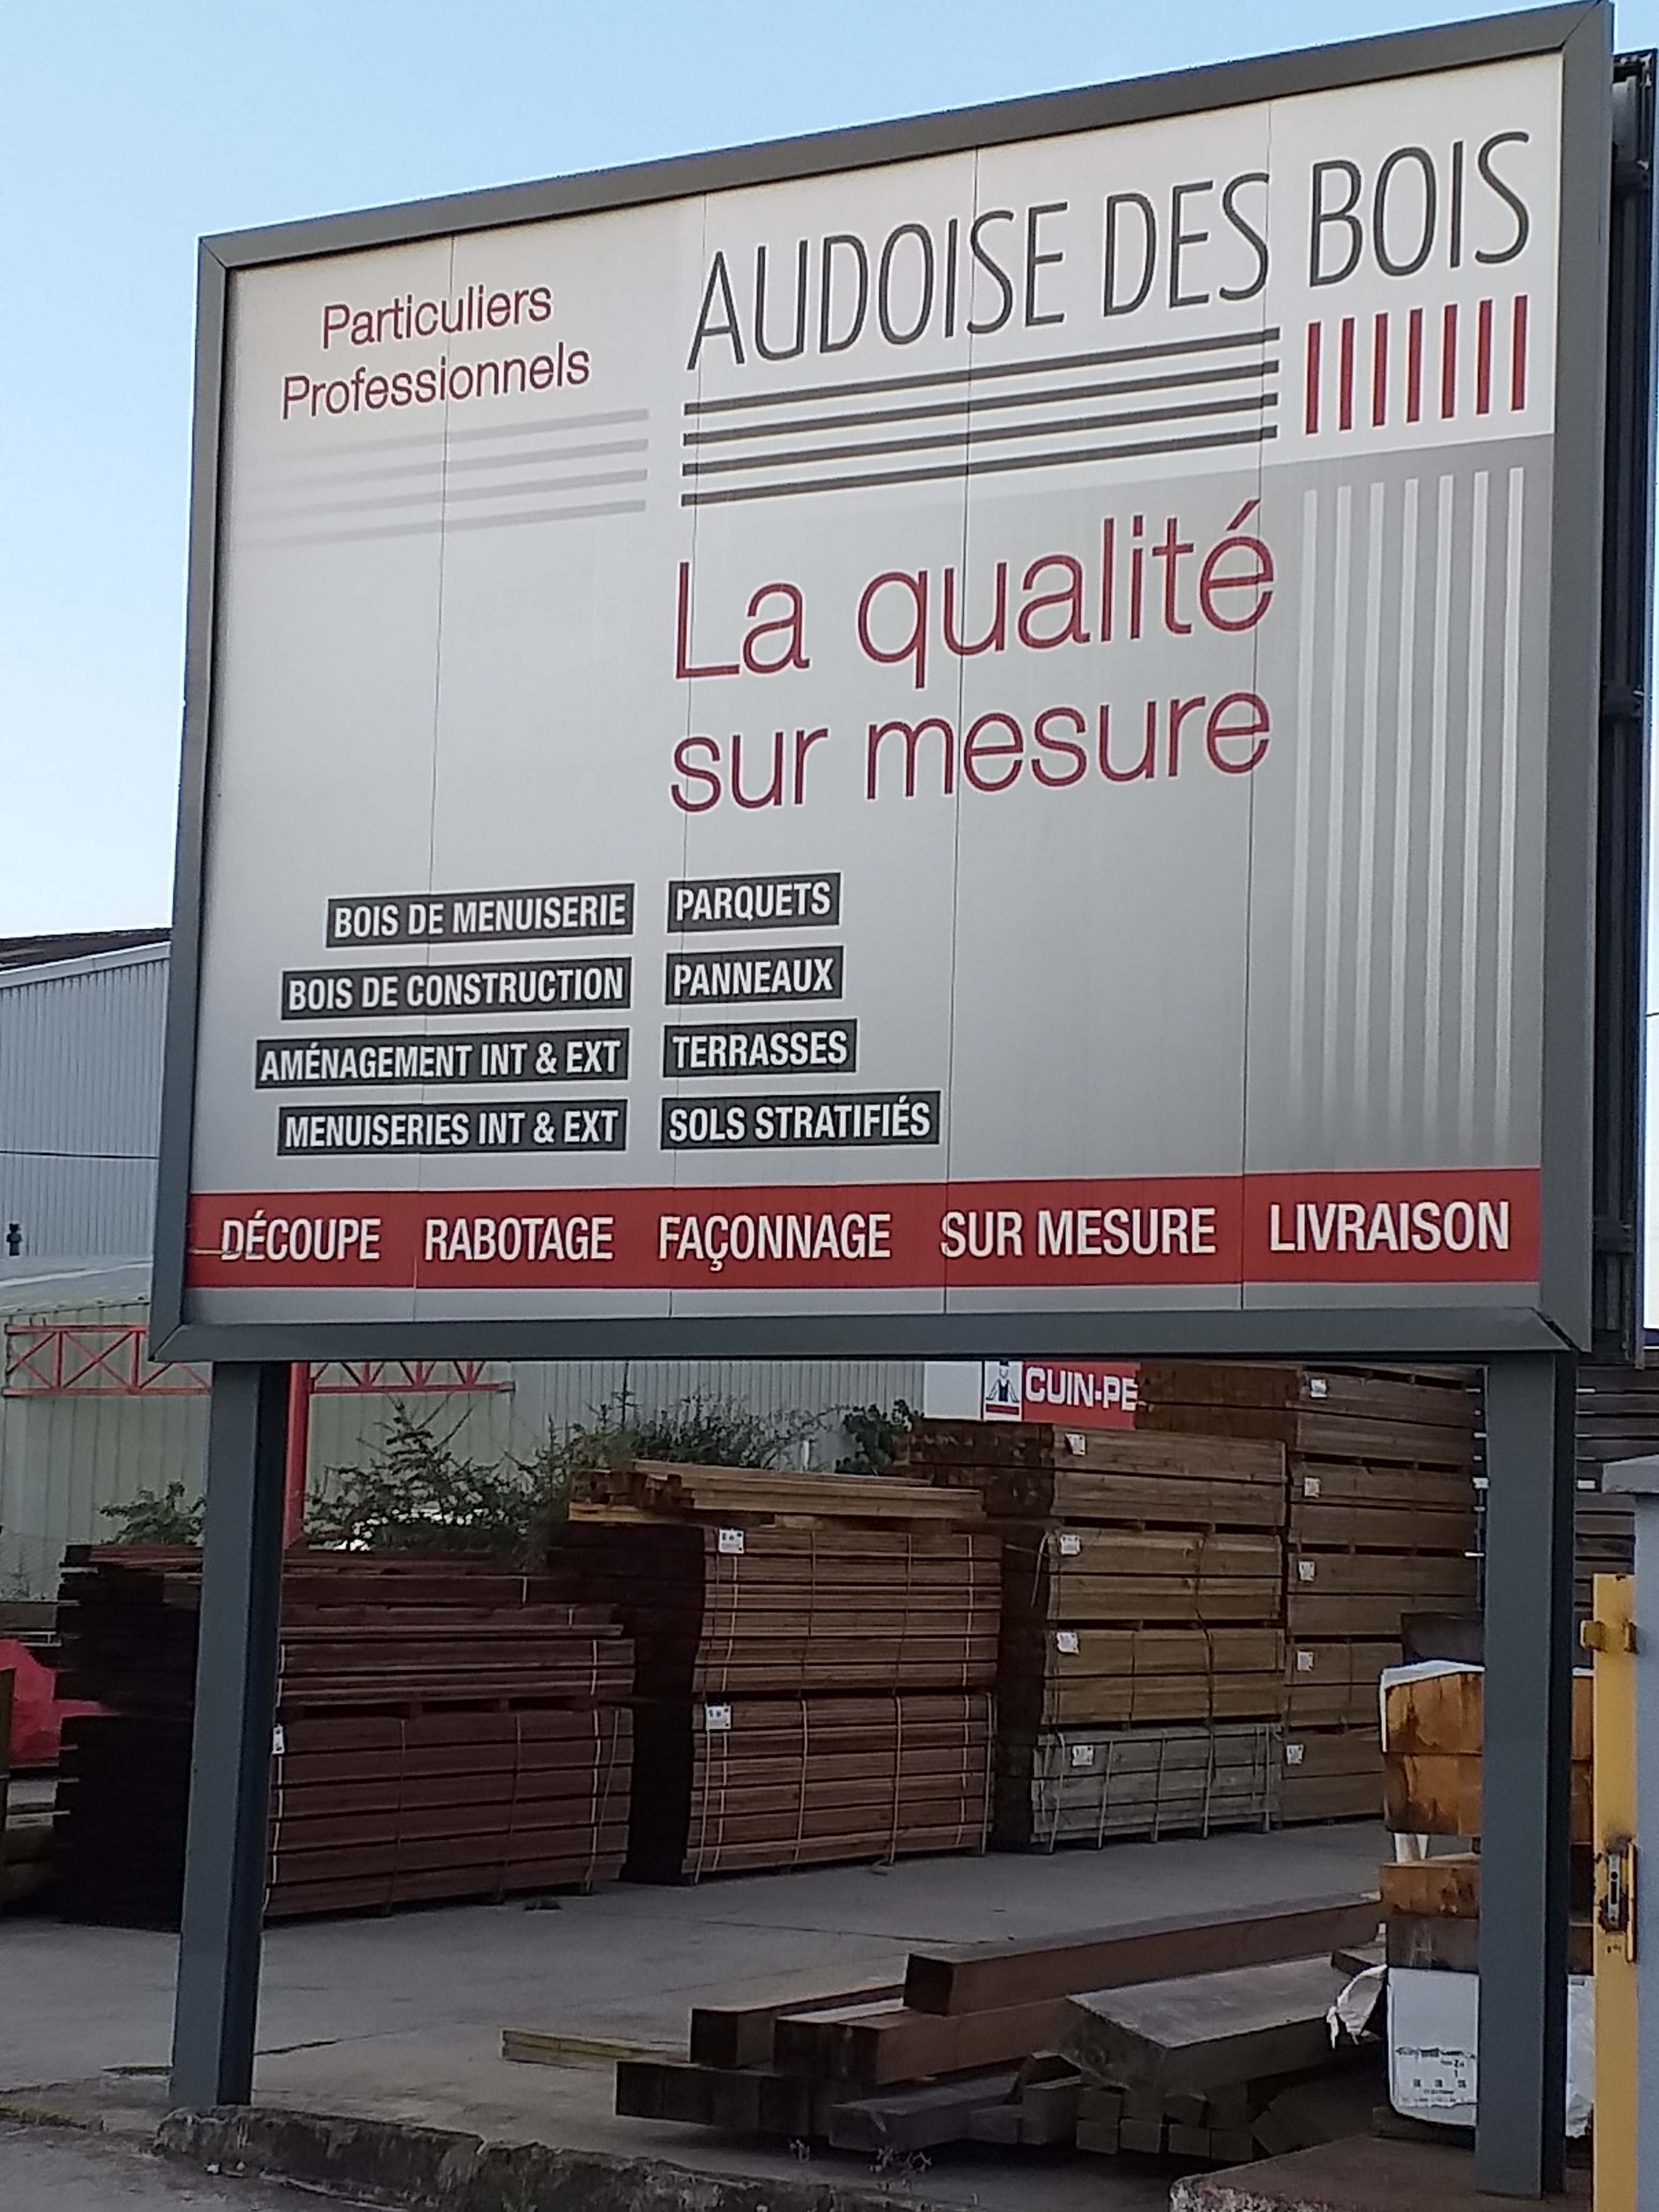 Particuliers
Professionnels
AUDOISE DES BOIS
La qualité
sur mesure
BOIS DE MENUISERIE
PARQUETS
BOIS DE CONSTRUCTION
PANNEAUX
AMÉNAGEMENT INT & EXT
TERRASSES
MENUISERIES INT & EXT
SOLS STRATIFIÉS
DÉCOUPE RABOTAGE FAÇONNAGE SUR MESURE LIVRAISON
CUIN-PE